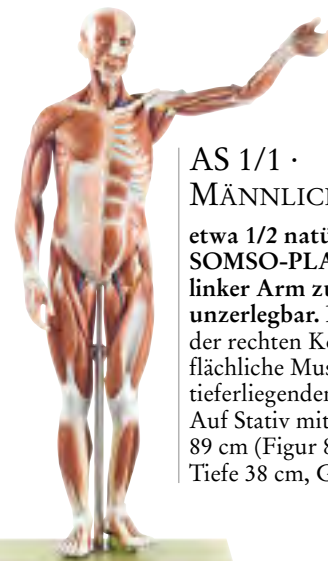 AS 1/1 ·
MÄNNLICH
etwa 1/2 natü
SOMSO-PLA
linker Arm zu
unzerlegbar.
der rechten Kö
flächliche Mus
tieferliegender
Auf Stativ mit
89 cm (Figur 8
Tiefe 38 cm, G